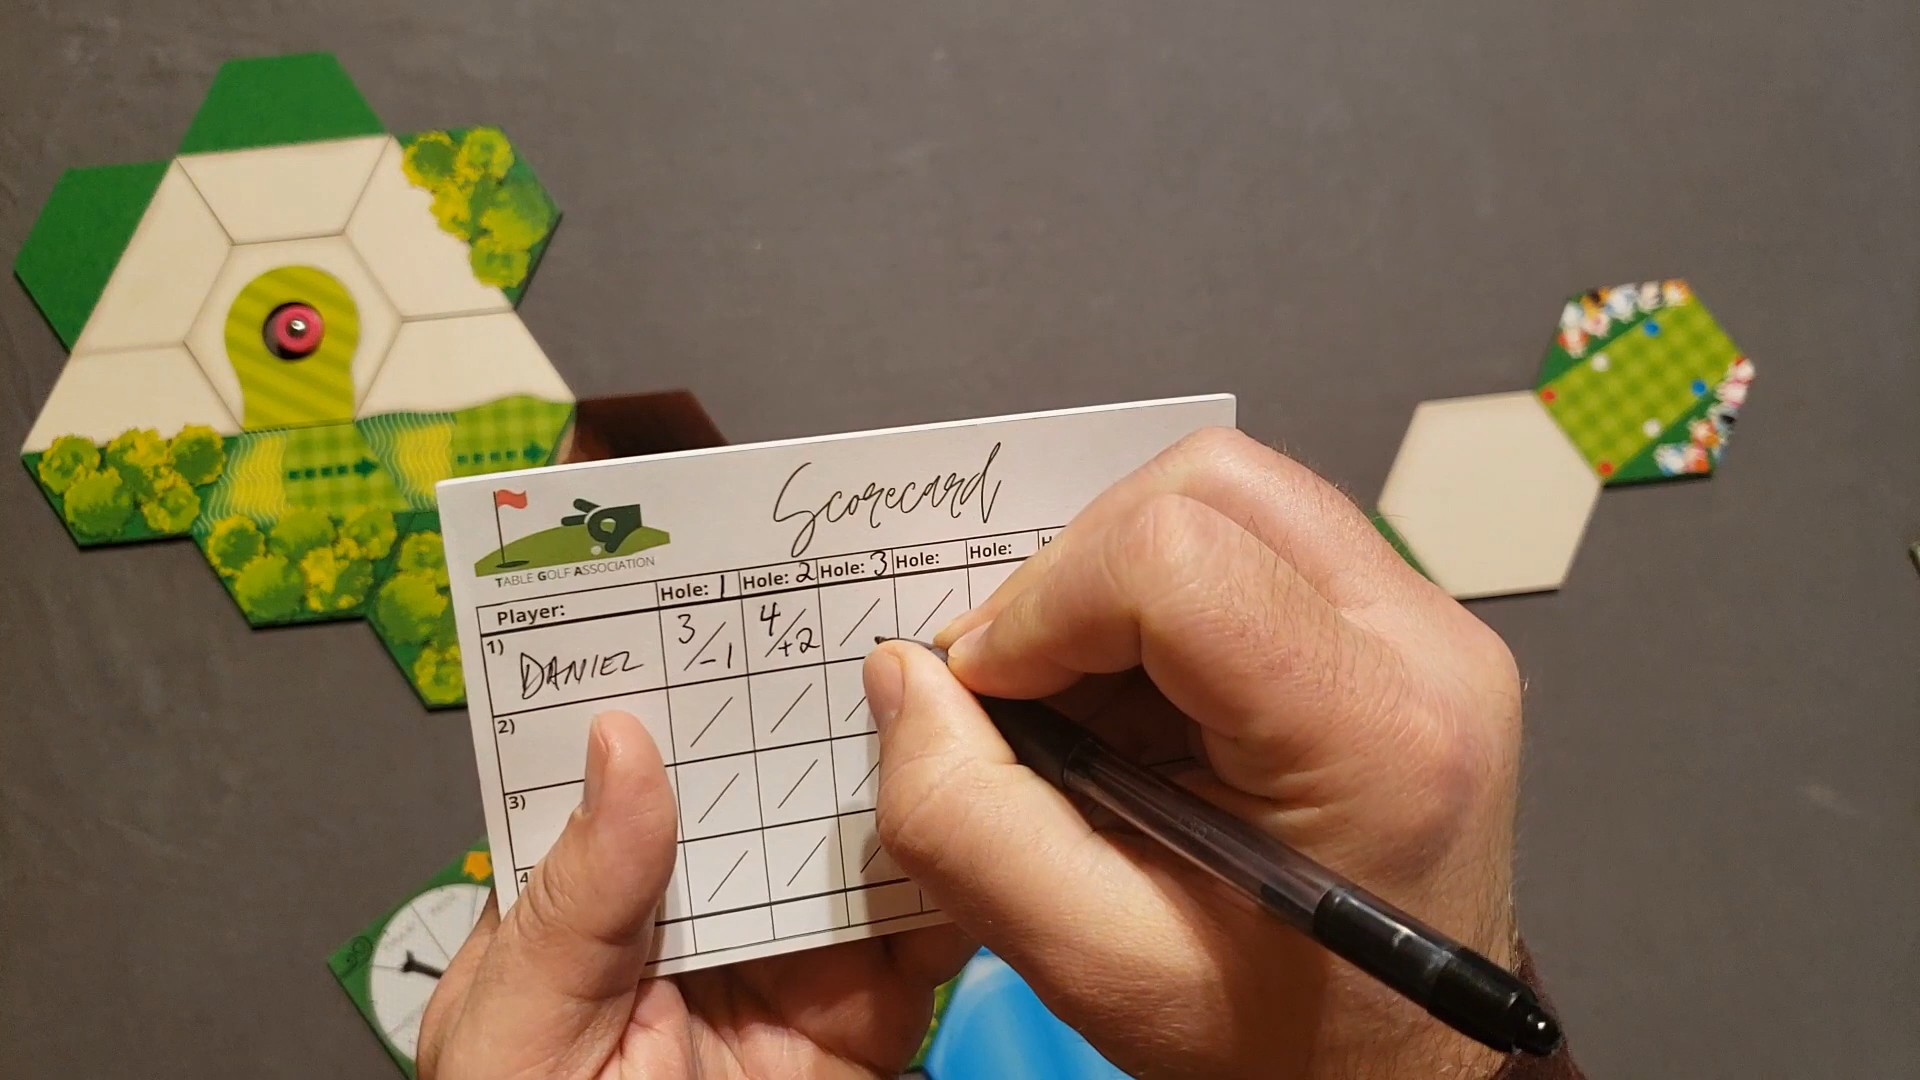 Scorecard
TABLE GOLF ASSOCIATION
Player: Hole: 1 Hole: 2 Hole: 3 Hole: Hole: H
1) DANIEL 3/-1 4/+2 / /
2) / / /
3) / / /
4 / / /